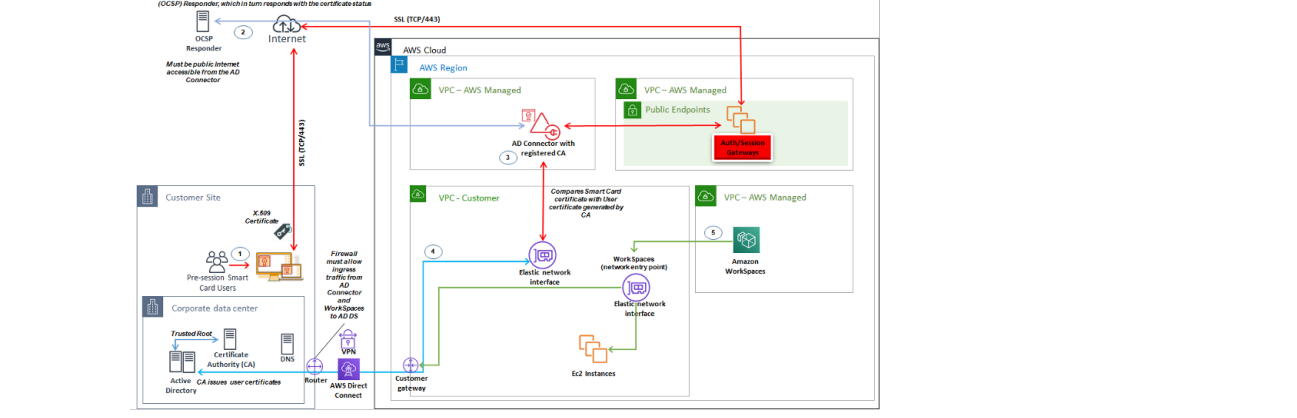 (OCSP) Responder, which in turn responds with the certificate status
SSL (TCP/443)
2
OCSP
Responder
Internet
Must be public Internet
accessible from the AD
Connector
aws
AWS Cloud
AWS Region
VPC – AWS Managed
VPC – AWS Managed
Public Endpoints
AD Connector with
registered CA
3
Auth/Session
Gateways
SSL (TCP/443)
Customer Site
X.509
Certificate
1
Pre-session Smart
Card Users
Firewall
must allow
ingress
traffic from
AD
Connector
and
WorkSpaces
to AD DS
VPC - Customer
Compares Smart Card
certificate with User
certificate generated by
CA
VPC – AWS Managed
4
5
Elastic network
interface
WorkSpaces
(network entry point)
Amazon
WorkSpaces
Elastic network
interface
Corporate data center
Trusted Root
Certificate
Authority (CA)
DNS
VPN
Active
Directory
CA issues user certificates
Router
AWS Direct
Connect
Customer
gateway
Ec2 Instances